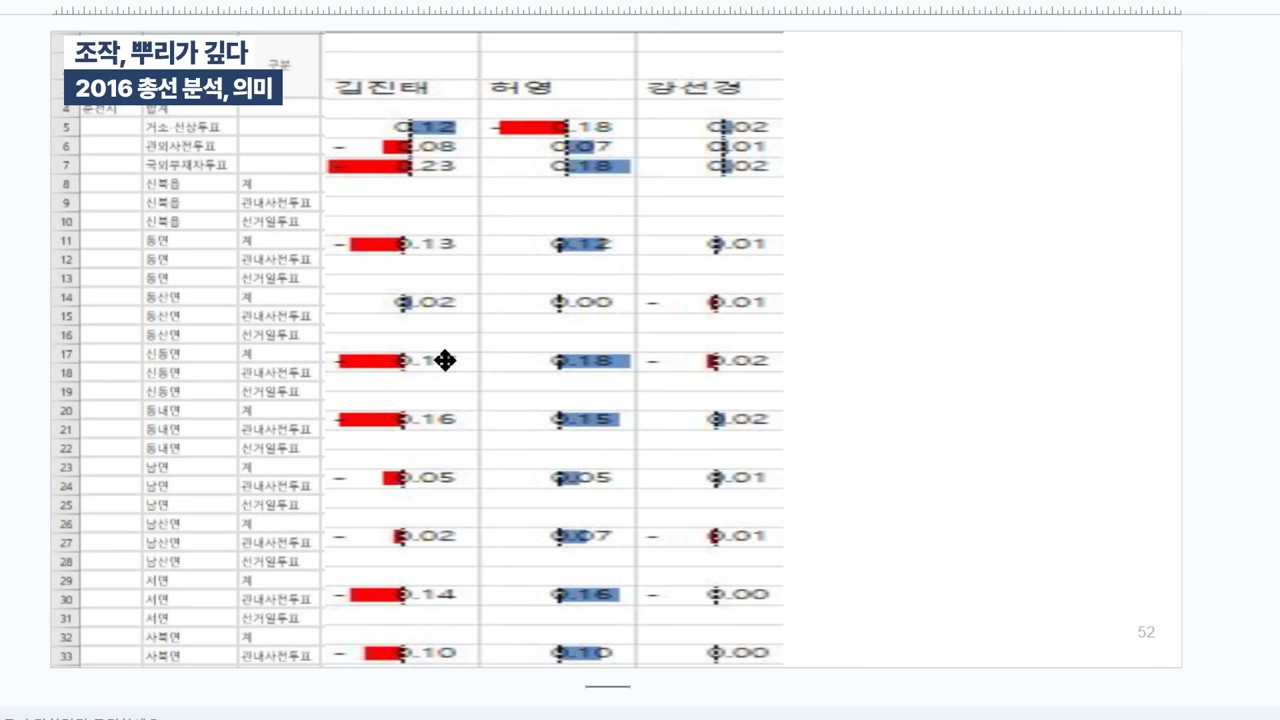 조작, 뿌리가 깊다
2016 총선 분석, 의미
구분
김진태 허영 강선경
4 춘천시 합계
5 거소·선상투표 0.12 - 0.18 0.02
6 관외사전투표 - 0.08 0.07 0.01
7 국외부재자투표 - 0.23 0.18 0.02
8 신북읍 계
9 신북읍 관내사전투표
10 신북읍 선거일투표
11 동면 계 - 0.13 0.12 0.01
12 동면 관내사전투표
13 동면 선거일투표
14 동산면 계 0.02 0.00 - 0.01
15 동산면 관내사전투표
16 동산면 선거일투표
17 신동면 계 - 0.18 - 0.02
18 신동면 관내사전투표
19 신동면 선거일투표
20 동내면 계 - 0.16 0.15 0.02
21 동내면 관내사전투표
22 동내면 선거일투표
23 남면 계 - 0.05 0.05 0.01
24 남면 관내사전투표
25 남면 선거일투표
26 남산면 계 - 0.02 0.07 - 0.01
27 남산면 관내사전투표
28 남산면 선거일투표
29 서면 계 - 0.14 0.16 - 0.00
30 서면 관내사전투표
31 서면 선거일투표
32 사북면 계 - 0.10 0.10 0.00
33 사북면 관내사전투표
52